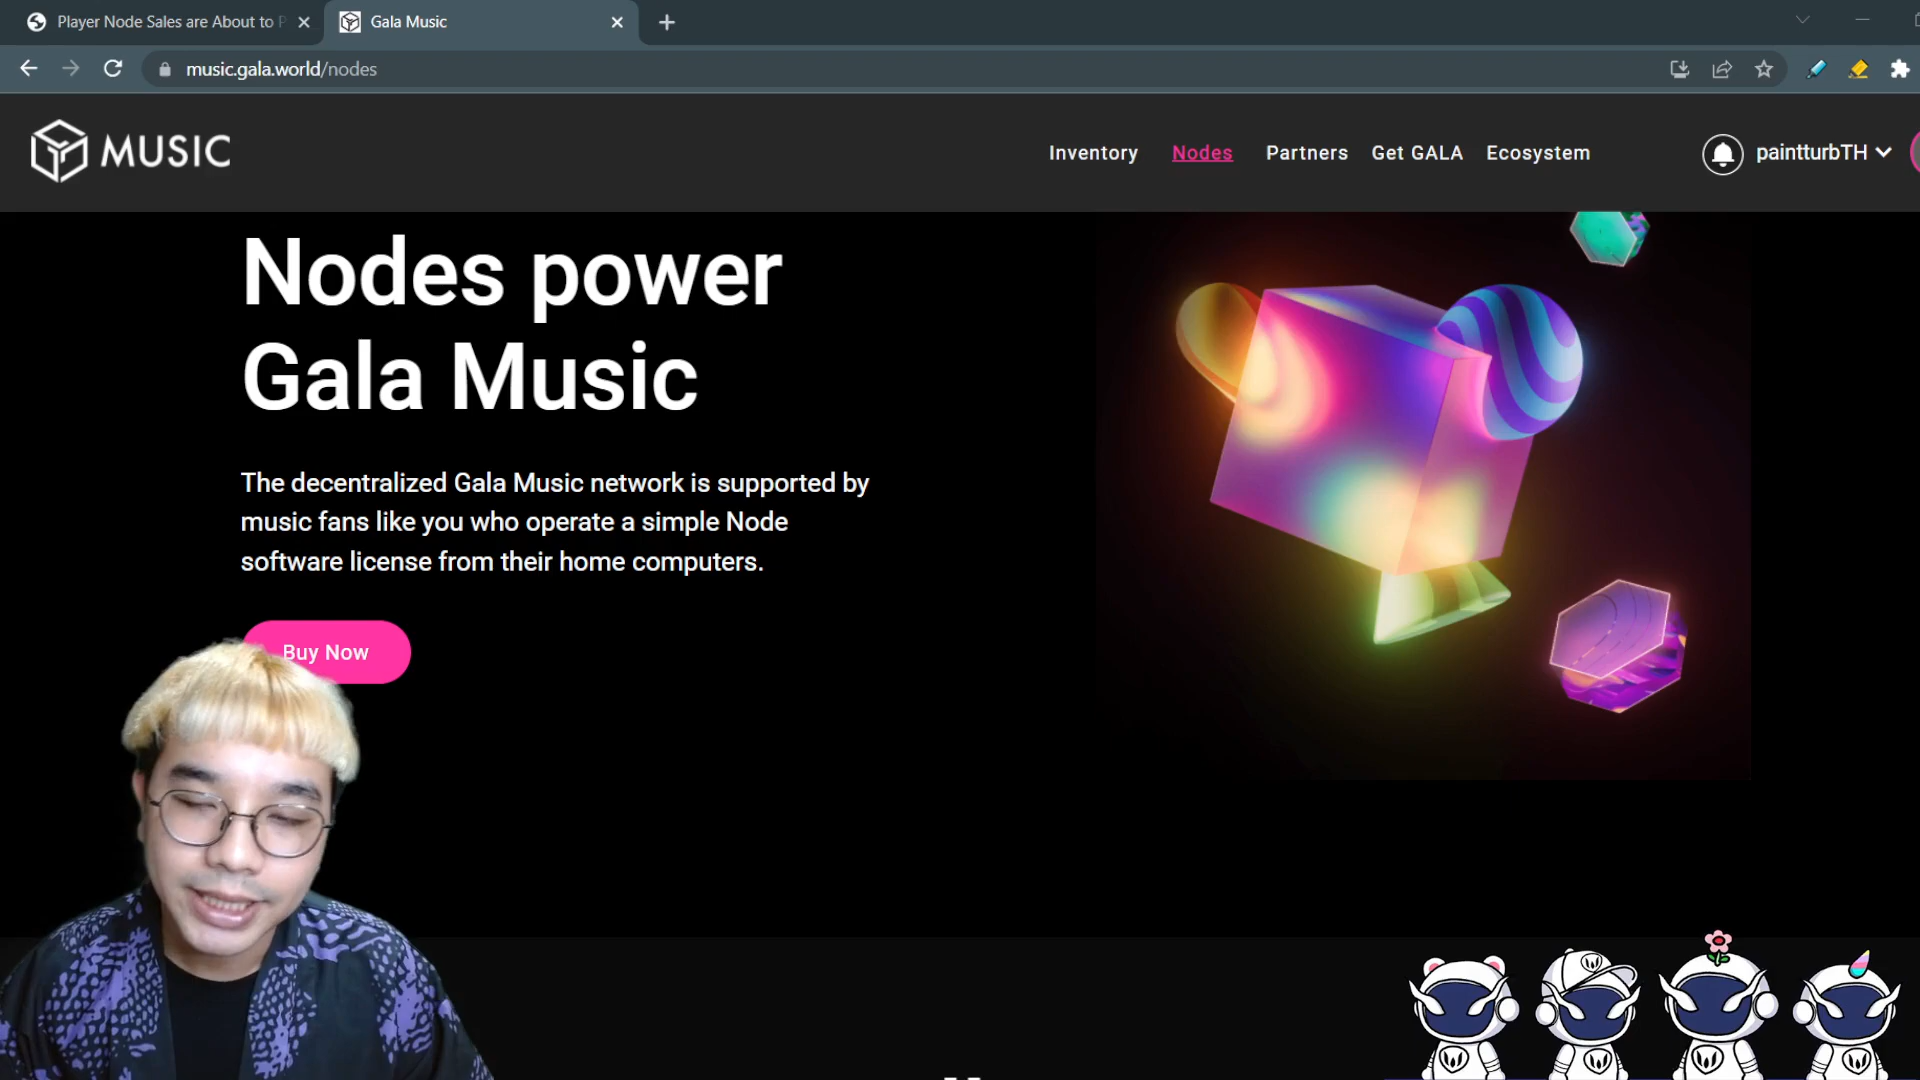 Player Node Sales are About to P
Gala Music
music.gala.world/nodes
MUSIC
Inventory
Nodes
Partners
Get GALA
Ecosystem
paintturbTH
Nodes power
Gala Music
The decentralized Gala Music network is supported by
music fans like you who operate a simple Node
software license from their home computers.
Buy Now